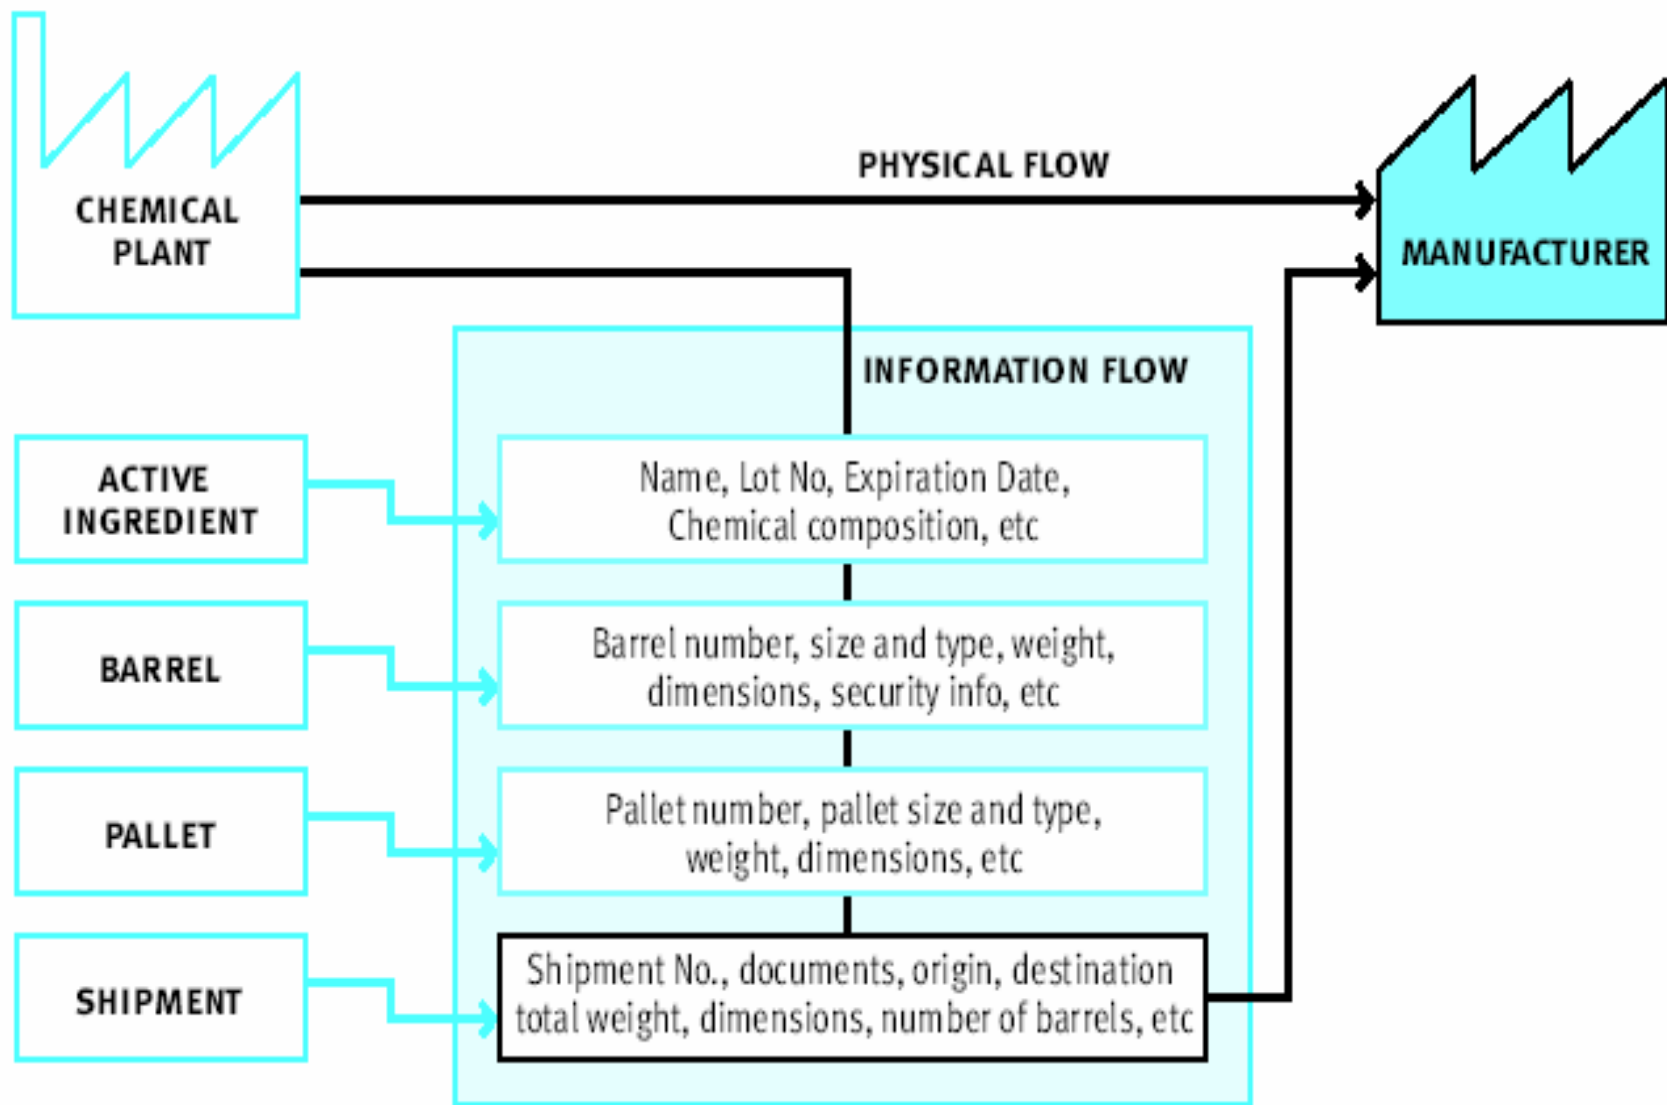 PHYSICAL FLOW
CHEMICAL
PLANT
MANUFACTURER
INFORMATION FLOW
ACTIVE
INGREDIENT
Name, Lot No, Expiration Date,
Chemical composition, etc
BARREL
Barrel number, size and type, weight,
dimensions, security info, etc
PALLET
Pallet number, pallet size and type,
weight, dimensions, etc
SHIPMENT
Shipment No., documents, origin, destination
total weight, dimensions, number of barrels, etc